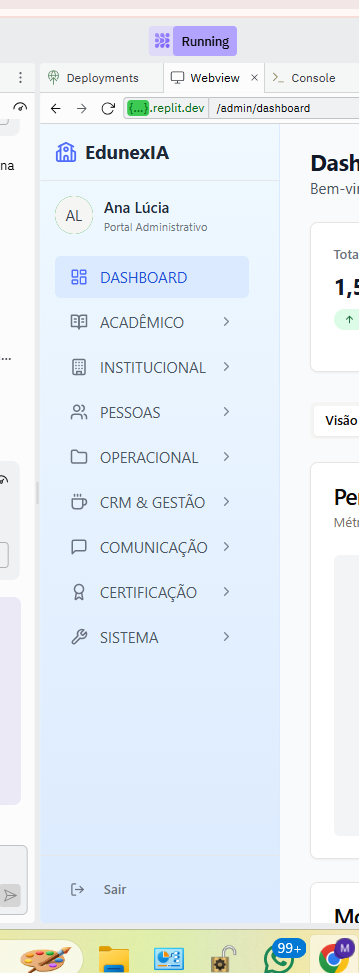 Running
Deployments
Webview
Console
{...}.replit.dev
/admin/dashboard
na
EdunexIA
AL
Ana Lúcia
Portal Administrativo
DASHBOARD
ACADÊMICO
INSTITUCIONAL
PESSOAS
OPERACIONAL
CRM & GESTÃO
COMUNICAÇÃO
CERTIFICAÇÃO
SISTEMA
Sair
Dash
Bem-vin
Tota
1,5
Visão
Per
Métr
Mo
99+
M